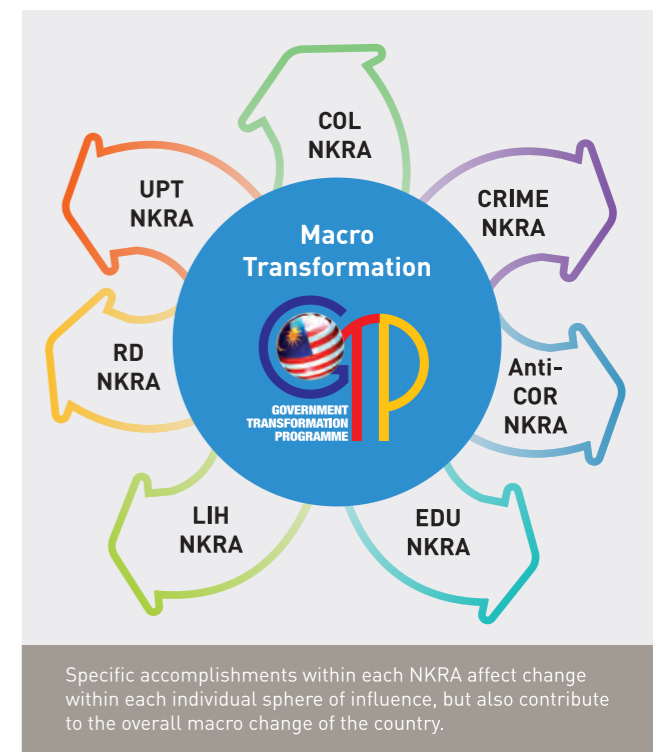 COL
NKRA
CRIME
NKRA
Anti-
COR
NKRA
EDU
NKRA
LIH
NKRA
RD
NKRA
UPT
NKRA
Macro
Transformation
GTP
GOVERNMENT
TRANSFORMATION
PROGRAMME
Specific accomplishments within each NKRA affect change
within each individual sphere of influence, but also contribute
to the overall macro change of the country.